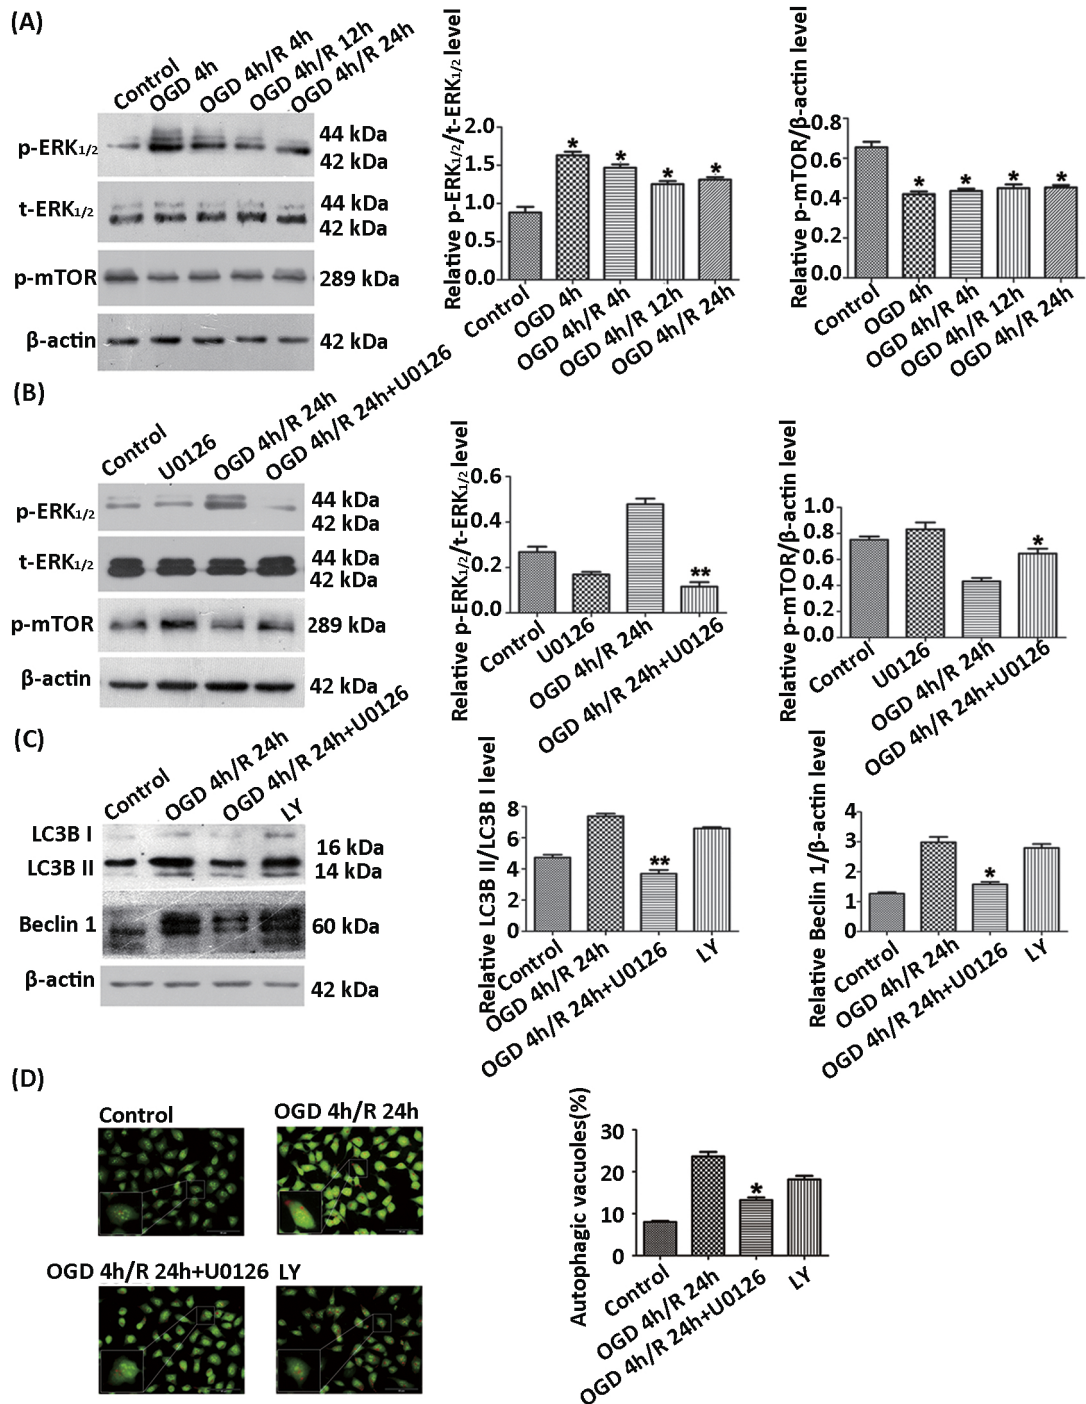 (A)
Control
OGD 4h
OGD 4h/R 4h
OGD 4h/R 12h
OGD 4h/R 24h
p-ERK1/2
44 kDa
42 kDa
t-ERK1/2
44 kDa
42 kDa
p-mTOR
289 kDa
β-actin
42 kDa
Relative p-ERK1/2/t-ERK1/2 level
2.0
1.5
1.0
0.5
0.0
*
*
*
*
Control
OGD 4h
OGD 4h/R 4h
OGD 4h/R 12h
OGD 4h/R 24h
Relative p-mTOR/β-actin level
0.8
0.6
0.4
0.2
0.0
*
*
*
*
Control
OGD 4h
OGD 4h/R 4h
OGD 4h/R 12h
OGD 4h/R 24h
(B)
Control
U0126
OGD 4h/R 24h
OGD 4h/R 24h+U0126
p-ERK1/2
44 kDa
42 kDa
t-ERK1/2
44 kDa
42 kDa
p-mTOR
289 kDa
β-actin
42 kDa
Relative p-ERK1/2/t-ERK1/2 level
0.6
0.4
0.2
0.0
**
Control
U0126
OGD 4h/R 24h
OGD 4h/R 24h+U0126
Relative p-mTOR/β-actin level
1.0
0.8
0.6
0.4
0.2
0.0
*
Control
U0126
OGD 4h/R 24h
OGD 4h/R 24h+U0126
(C)
Control
OGD 4h/R 24h
OGD 4h/R 24h+U0126
LY
LC3B I
16 kDa
LC3B II
14 kDa
Beclin 1
60 kDa
β-actin
42 kDa
Relative LC3B II/LC3B I level
8
6
4
2
0
**
Control
OGD 4h/R 24h
OGD 4h/R 24h+U0126
LY
Relative Beclin 1/β-actin level
4
3
2
1
0
*
Control
OGD 4h/R 24h
OGD 4h/R 24h+U0126
LY
(D)
Control
OGD 4h/R 24h
OGD 4h/R 24h+U0126
LY
Autophagic vacuoles(%)
30
20
10
0
*
Control
OGD 4h/R 24h
OGD 4h/R 24h+U0126
LY